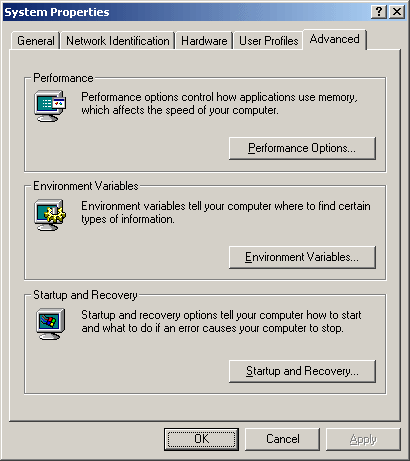 System Properties
General Network Identification Hardware User Profiles Advanced
Performance
Performance options control how applications use memory,
which affects the speed of your computer.
Performance Options...
Environment Variables
Environment variables tell your computer where to find certain
types of information.
Environment Variables...
Startup and Recovery
Startup and recovery options tell your computer how to start
and what to do if an error causes your computer to stop.
Startup and Recovery...
OK Cancel Apply